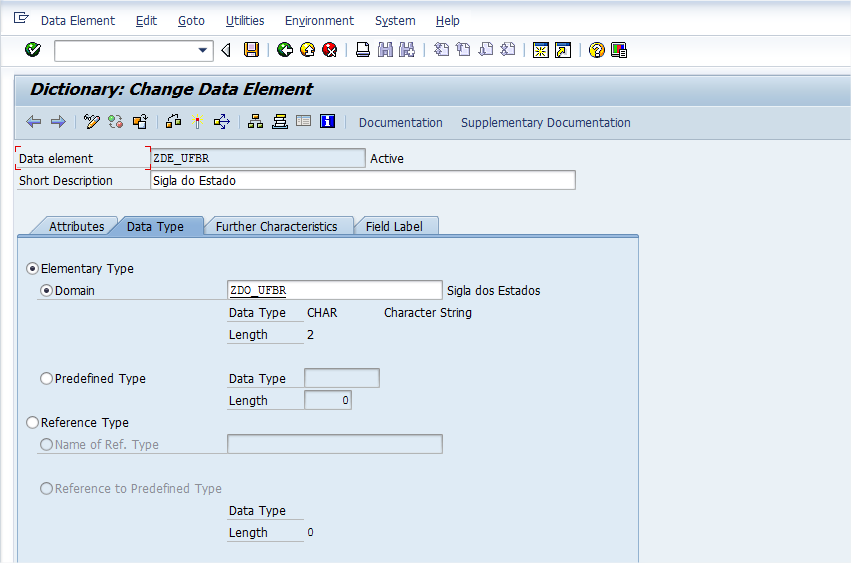 Data Element Edit Goto Utilities Environment System Help
Dictionary: Change Data Element
Documentation Supplementary Documentation
Data element ZDE_UFBR Active
Short Description Sigla do Estado
Attributes Data Type Further Characteristics Field Label
Elementary Type
Domain ZDO_UFBR Sigla dos Estados
Data Type CHAR Character String
Length 2
Predefined Type Data Type
Length 0
Reference Type
Name of Ref. Type
Reference to Predefined Type
Data Type
Length 0